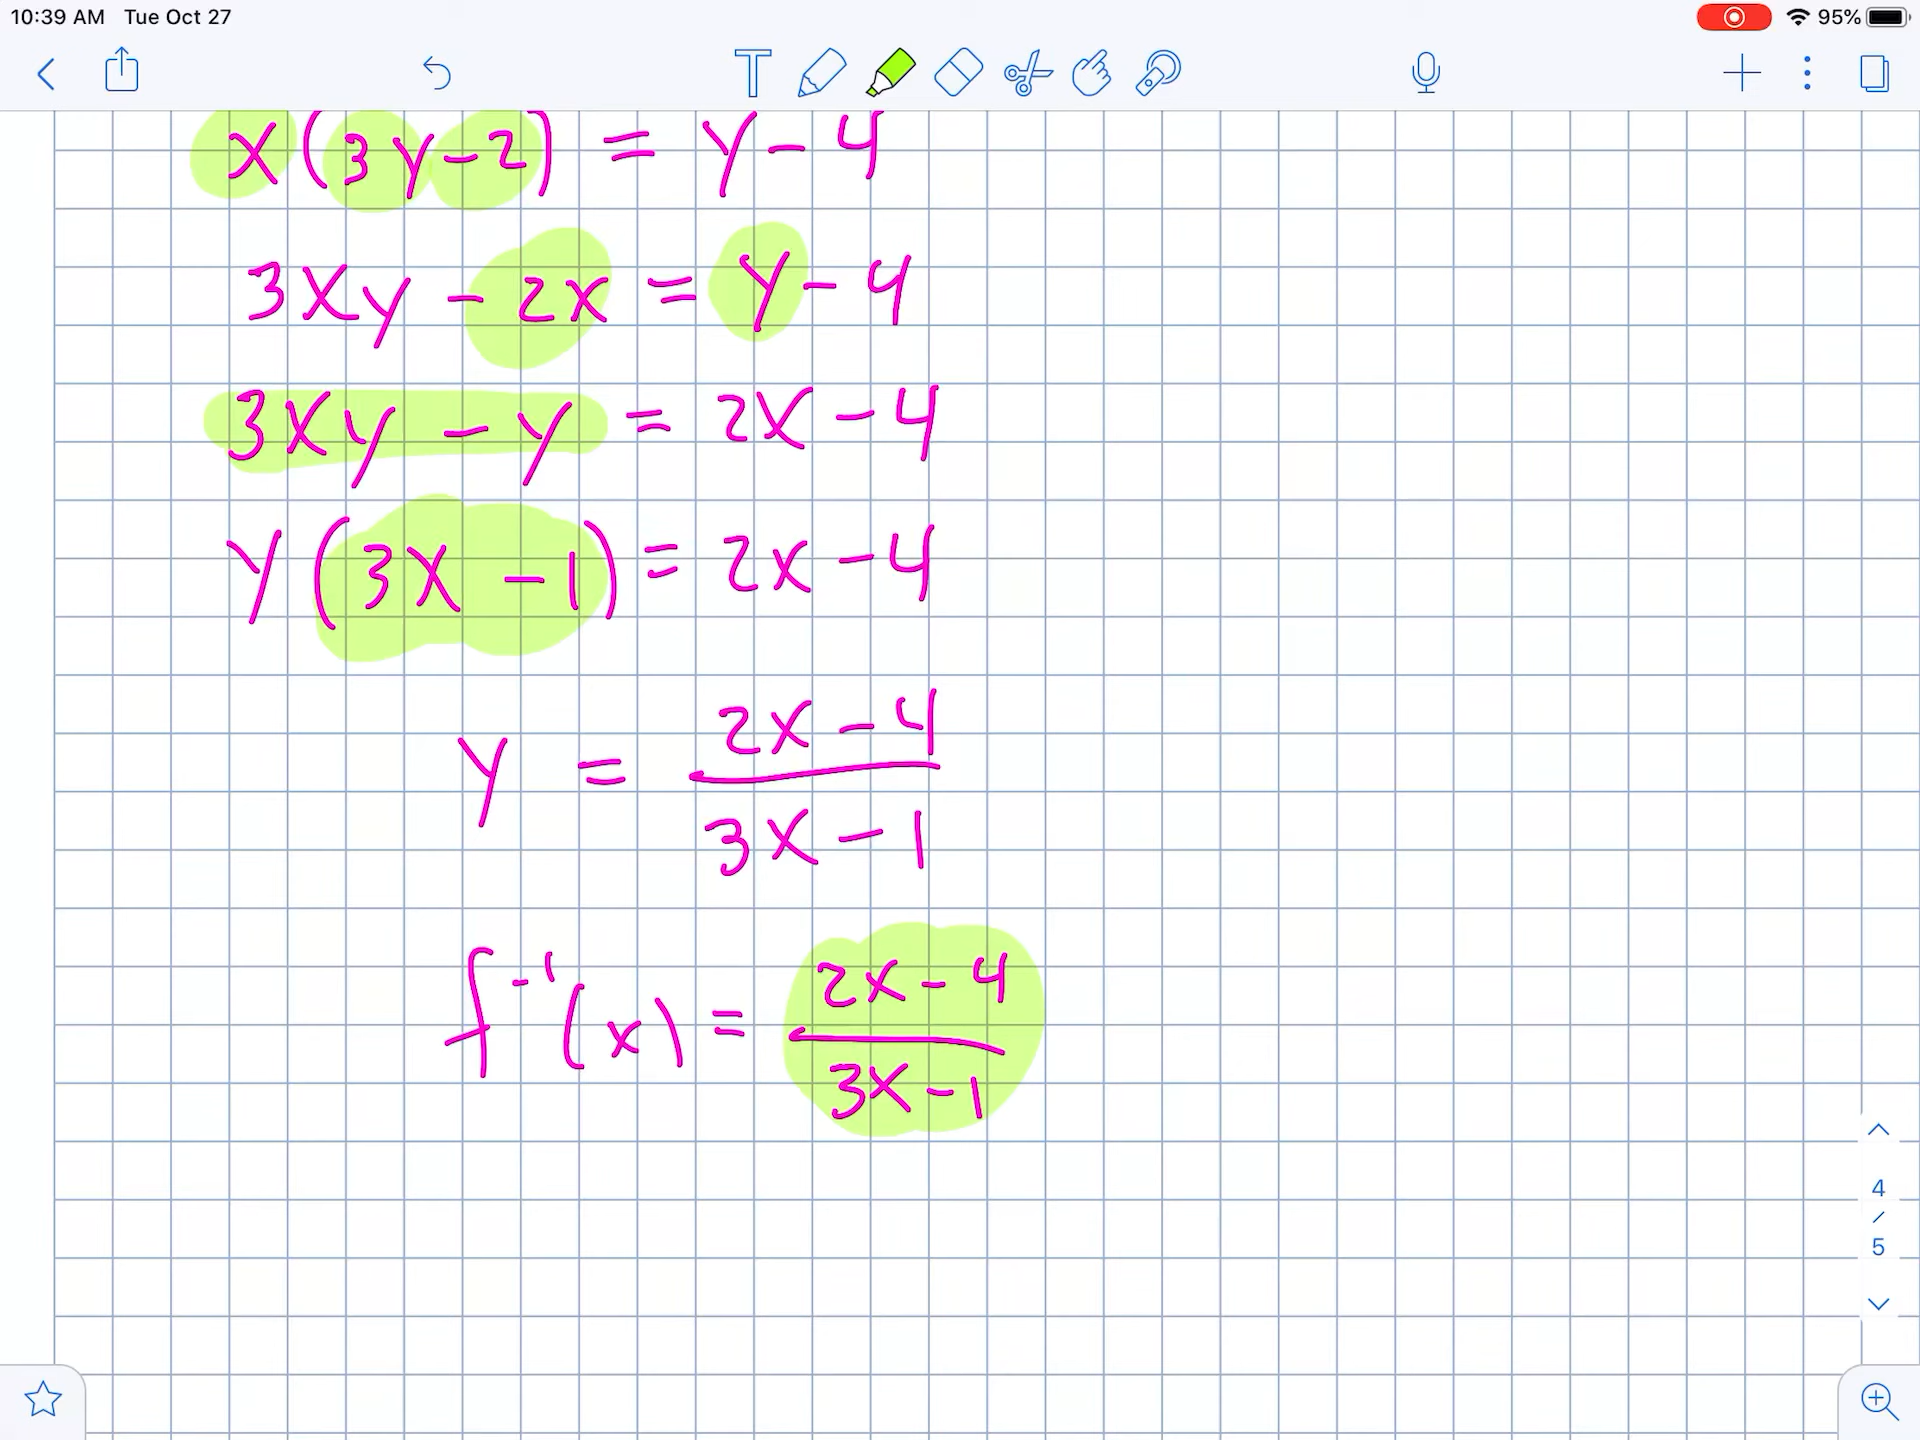 10:39 AM Tue Oct 27 95%
T
x(3y-2) = y-4
3xy - 2x = y-4
3xy - y = 2x-4
y(3x-1) = 2x-4
y = (2x-4)/(3x-1)
f⁻¹(x) = (2x-4)/(3x-1)
4
/
5